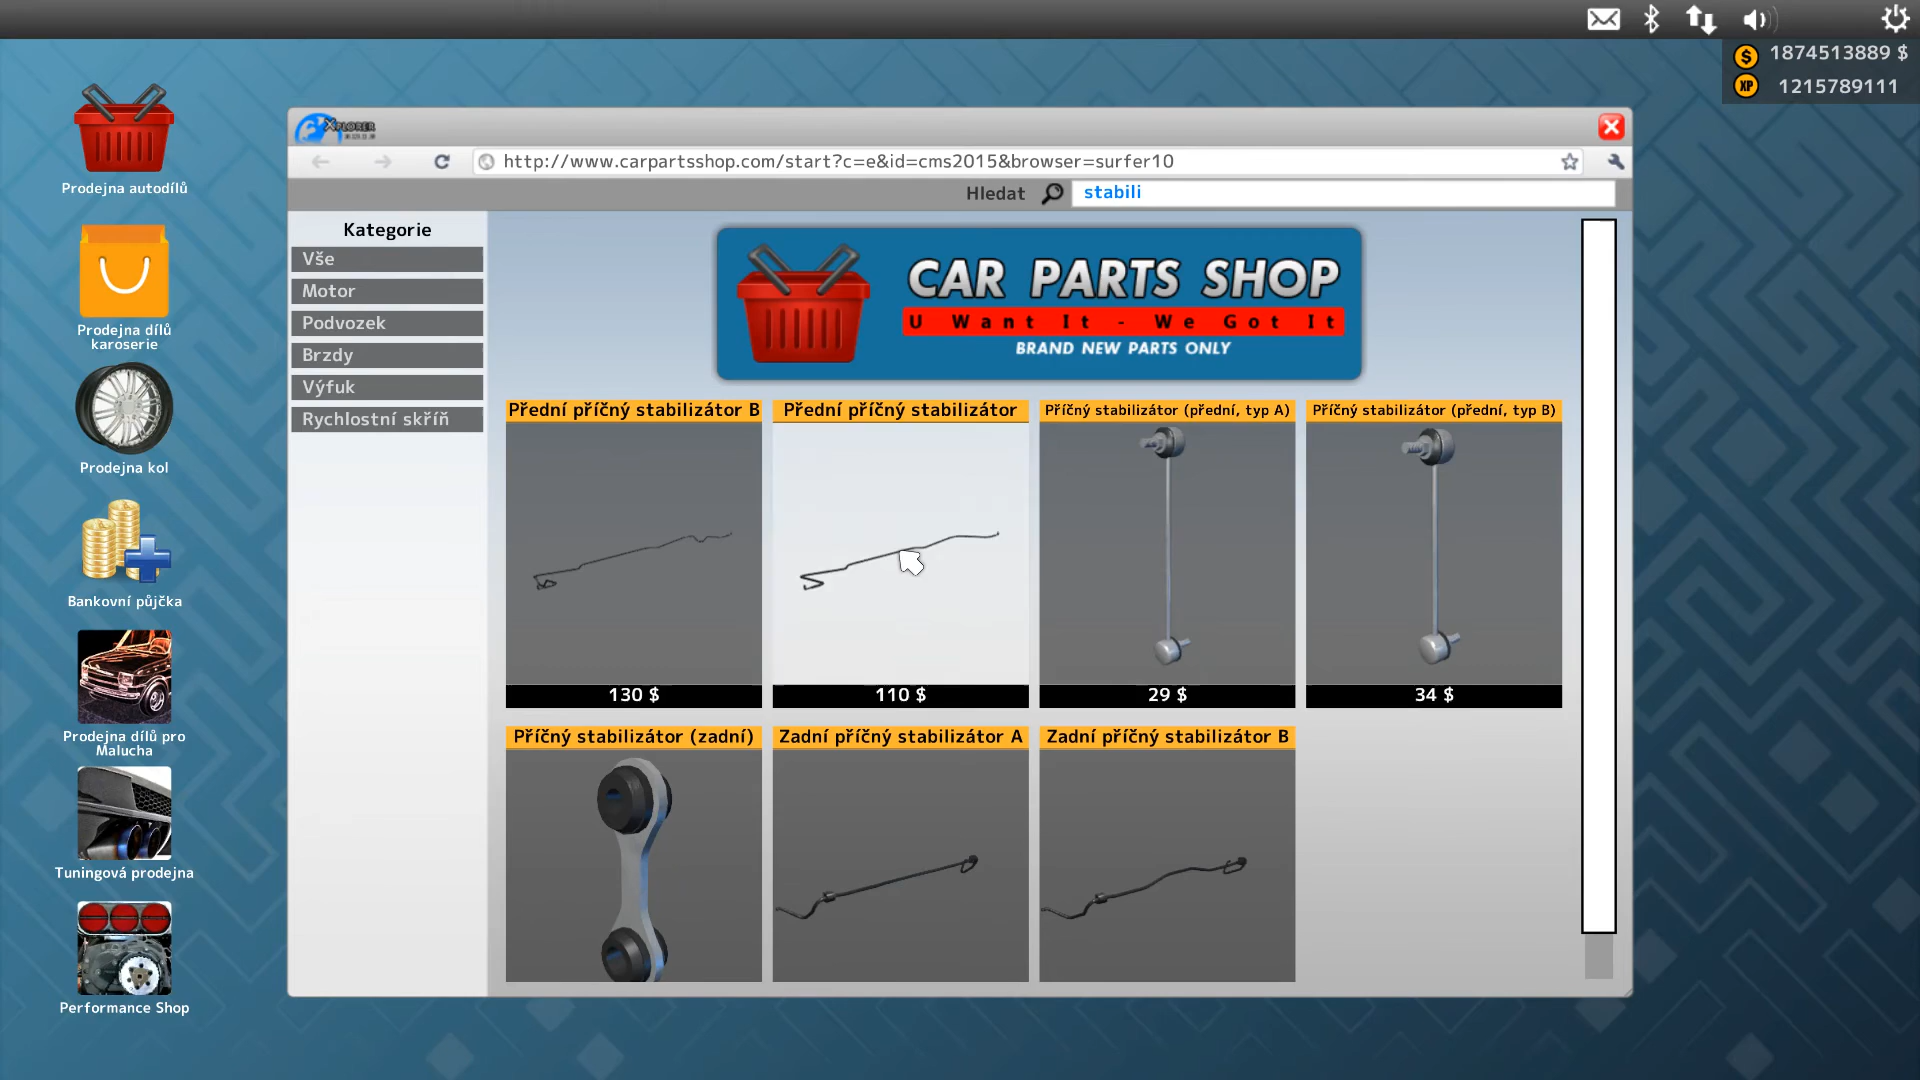 1874513889 $
XP 1215789111
Prodejna autodílů
Prodejna dílů
karoserie
Prodejna kol
Bankovní půjčka
Prodejna dílů pro
Malucha
Tuningová prodejna
Performance Shop
XPLORER
http://www.carpartsshop.com/start?c=e&id=cms2015&browser=surfer10
Hledat stabili
Kategorie
Vše
Motor
Podvozek
Brzdy
Výfuk
Rychlostní skříň
CAR PARTS SHOP
U Want It - We Got It
BRAND NEW PARTS ONLY
Přední příčný stabilizátor B
130 $
Přední příčný stabilizátor
110 $
Příčný stabilizátor (přední, typ A)
29 $
Příčný stabilizátor (přední, typ B)
34 $
Příčný stabilizátor (zadní)
Zadní příčný stabilizátor A
Zadní příčný stabilizátor B